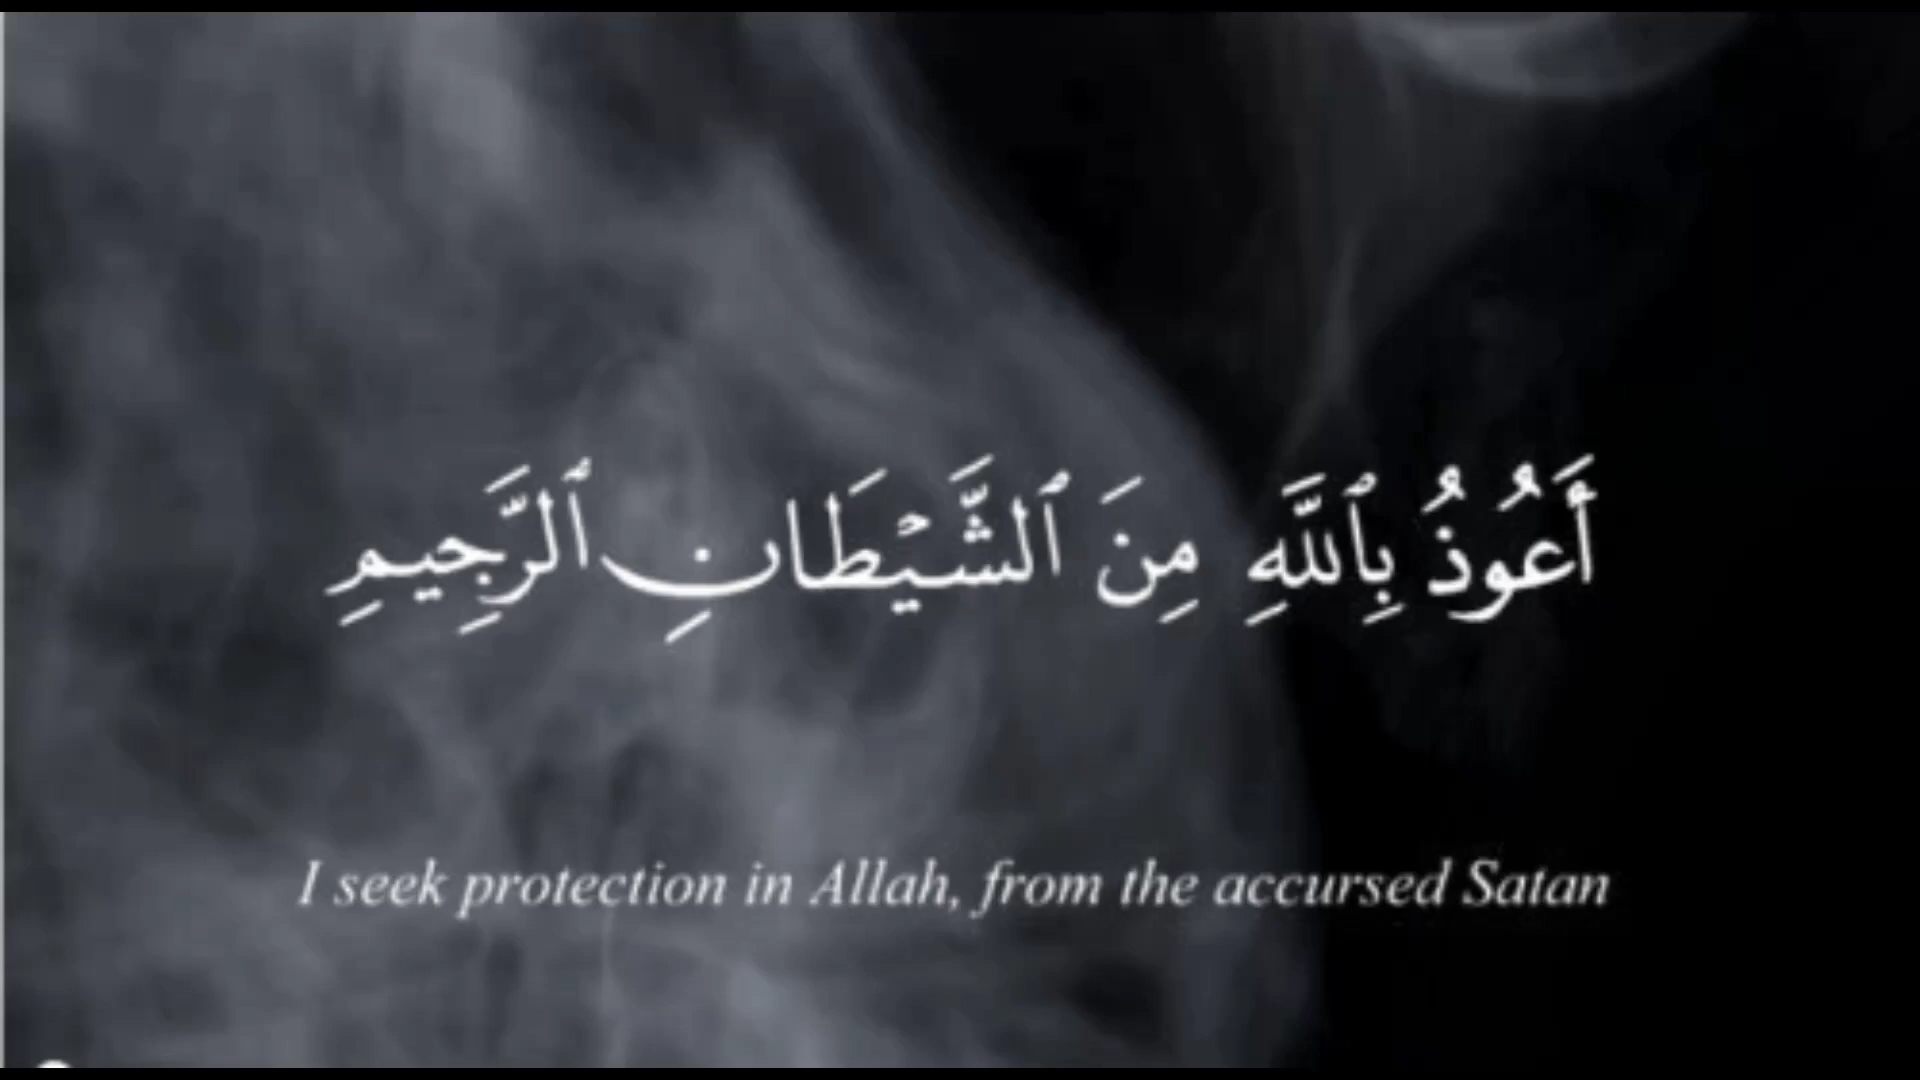 أَعُوذُ بِٱللَّهِ مِنَ ٱلشَّيۡطَانِ ٱلرَّجِيمِ
I seek protection in Allah, from the accursed Satan